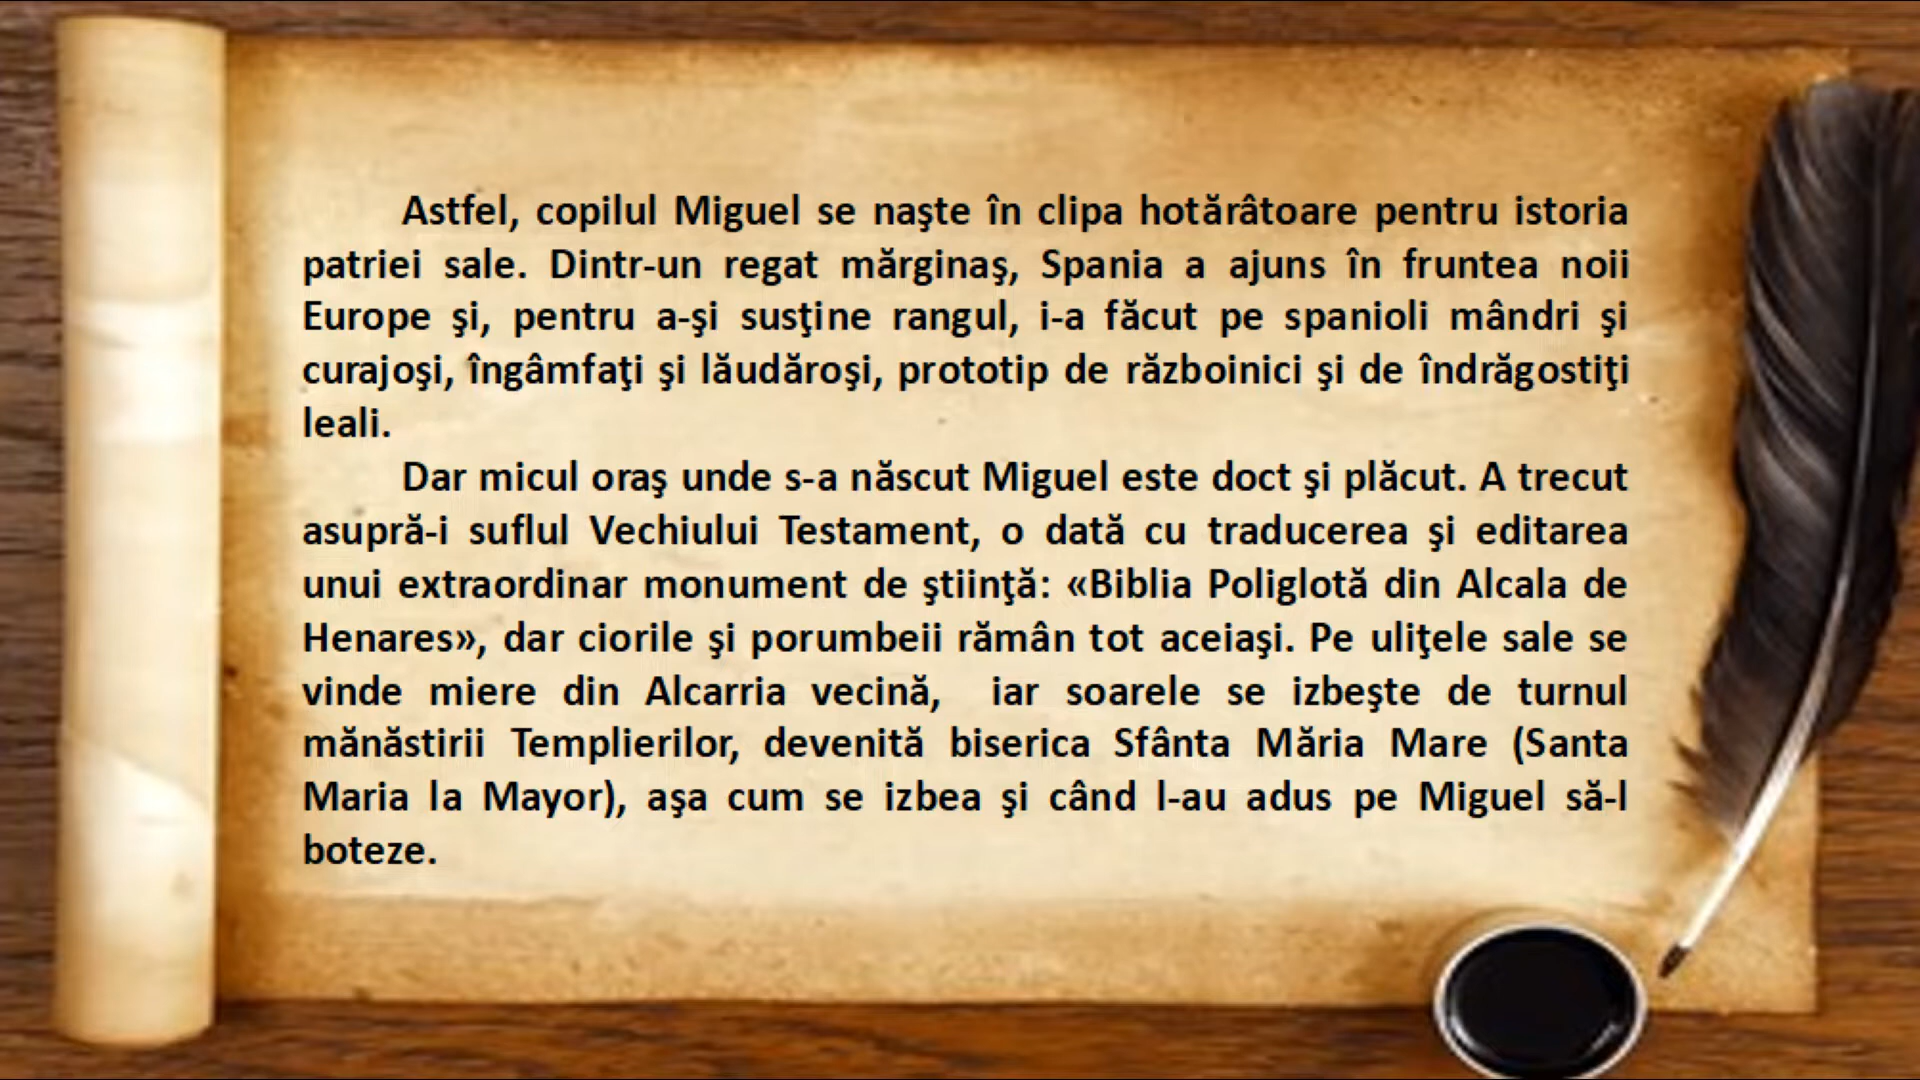 Astfel, copilul Miguel se naşte în clipa hotărâtoare pentru istoria
patriei sale. Dintr-un regat mărginaş, Spania a ajuns în fruntea noii
Europe şi, pentru a-şi susţine rangul, i-a făcut pe spanioli mândri şi
curajoşi, îngâmfaţi şi lăudăroşi, prototip de războinici şi de îndrăgostiţi
leali.
Dar micul oraş unde s-a născut Miguel este doct şi plăcut. A trecut
asupră-i suflul Vechiului Testament, o dată cu traducerea şi editarea
unui extraordinar monument de ştiinţă: «Biblia Poliglotă din Alcala de
Henares», dar ciorile şi porumbeii rămân tot aceiaşi. Pe uliţele sale se
vinde miere din Alcarria vecină, iar soarele se izbeşte de turnul
mănăstirii Templierilor, devenită biserica Sfânta Măria Mare (Santa
Maria la Mayor), aşa cum se izbea şi când l-au adus pe Miguel să-l
boteze.